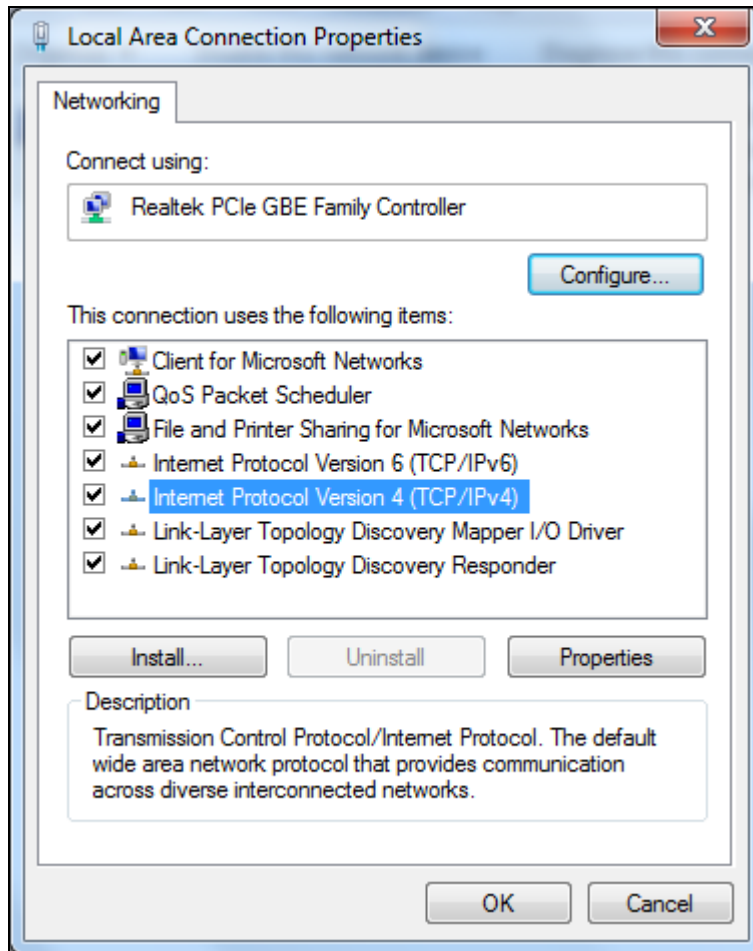 Local Area Connection Properties
Networking
Connect using:
Realtek PCIe GBE Family Controller
Configure...
This connection uses the following items:
Client for Microsoft Networks
QoS Packet Scheduler
File and Printer Sharing for Microsoft Networks
Internet Protocol Version 6 (TCP/IPv6)
Internet Protocol Version 4 (TCP/IPv4)
Link-Layer Topology Discovery Mapper I/O Driver
Link-Layer Topology Discovery Responder
Install... Uninstall Properties
Description
Transmission Control Protocol/Internet Protocol. The default
wide area network protocol that provides communication
across diverse interconnected networks.
OK Cancel